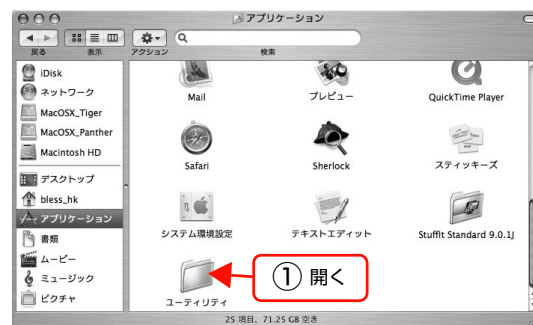 アプリケーション
戻る 表示 アクション 検索
iDisk
ネットワーク
MacOSX_Tiger
MacOSX_Panther
Macintosh HD
デスクトップ
bless_hk
アプリケーション
書類
ムービー
ミュージック
ピクチャ
Mail プレビュー QuickTime Player
Safari Sherlock スティッキーズ
システム環境設定 テキストエディット StuffIt Standard 9.0.1J
ユーティリティ
① 開く
25 項目、71.25 GB 空き